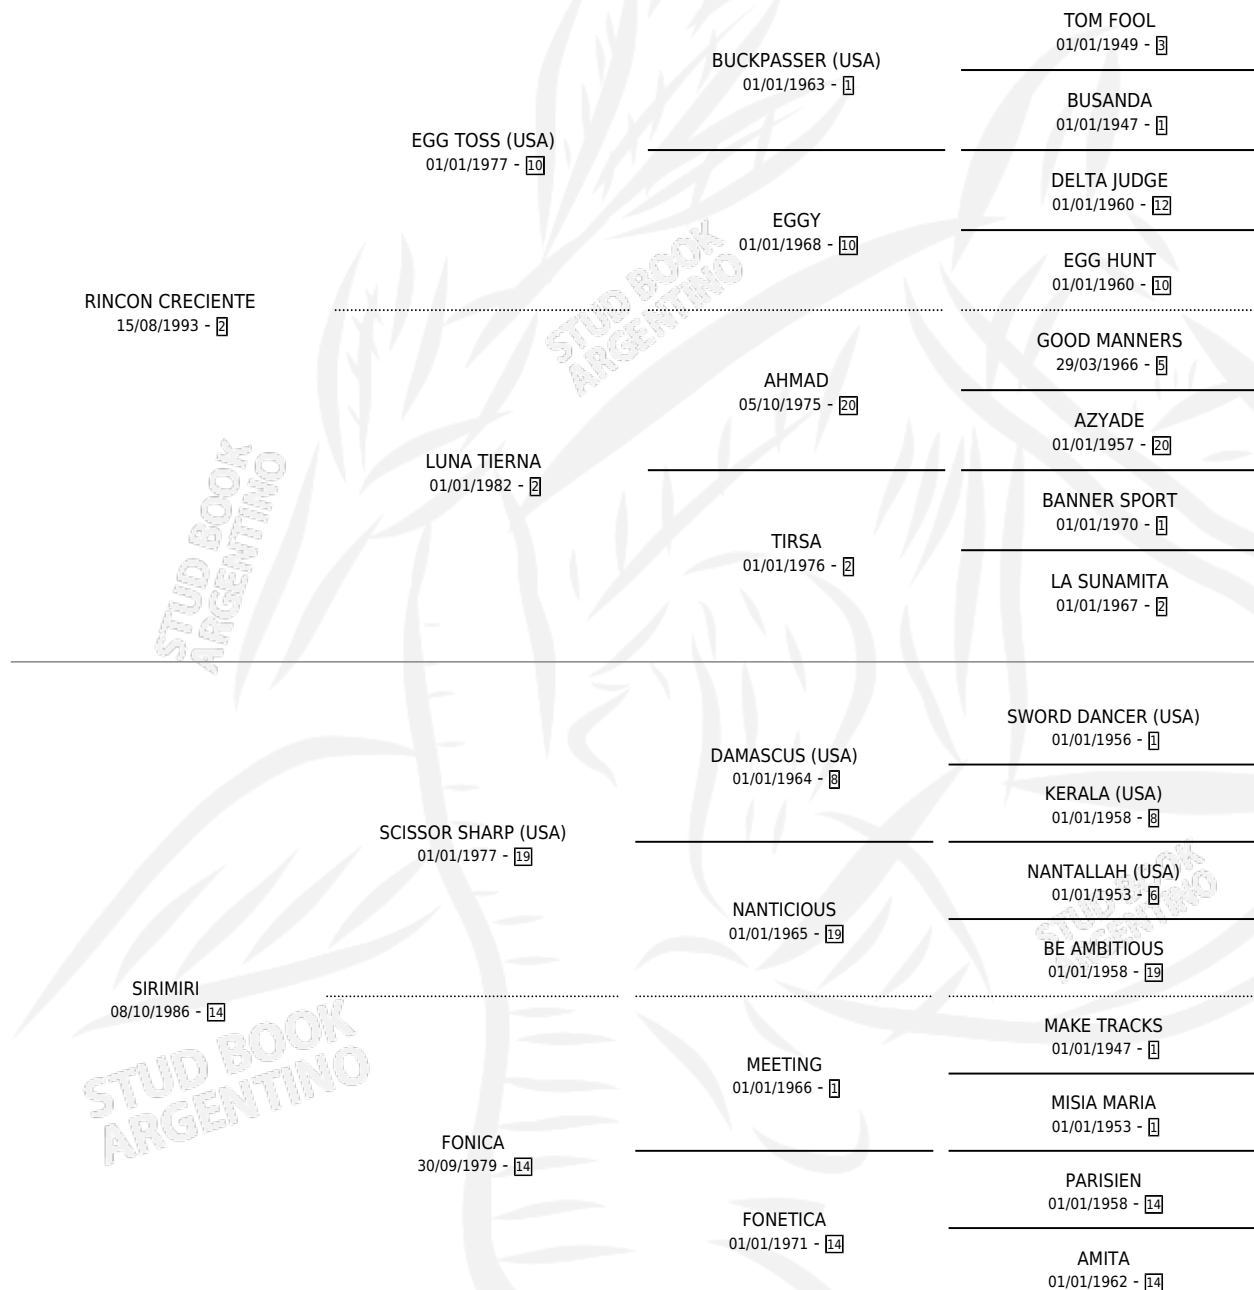 TOM FOOL
01/01/1949 - 3
BUCKPASSER (USA)
01/01/1963 - 1
BUSANDA
01/01/1947 - 1
EGG TOSS (USA)
01/01/1977 - 10
DELTA JUDGE
01/01/1960 - 12
EGGY
01/01/1968 - 10
EGG HUNT
01/01/1960 - 10
RINCON CRECIENTE
15/08/1993 - 2
GOOD MANNERS
29/03/1966 - 5
AHMAD
05/10/1975 - 20
AZYADE
01/01/1957 - 20
LUNA TIERNA
01/01/1982 - 2
BANNER SPORT
01/01/1970 - 1
TIRSA
01/01/1976 - 2
LA SUNAMITA
01/01/1967 - 2
SWORD DANCER (USA)
01/01/1956 - 1
DAMASCUS (USA)
01/01/1964 - 8
KERALA (USA)
01/01/1958 - 8
SCISSOR SHARP (USA)
01/01/1977 - 19
NANTALLAH (USA)
01/01/1953 - 6
NANTICIOUS
01/01/1965 - 19
BE AMBITIOUS
01/01/1958 - 19
SIRIMIRI
08/10/1986 - 14
MAKE TRACKS
01/01/1947 - 1
MEETING
01/01/1966 - 1
MISIA MARIA
01/01/1953 - 1
FONICA
30/09/1979 - 14
PARISIEN
01/01/1958 - 14
FONETICA
01/01/1971 - 14
AMITA
01/01/1962 - 14
STUD BOOK
ARGENTINO
STUD BOOK
ARGENTINO
STUD BOOK
ARGENTINO
STUD BOOK
ARGENTINO